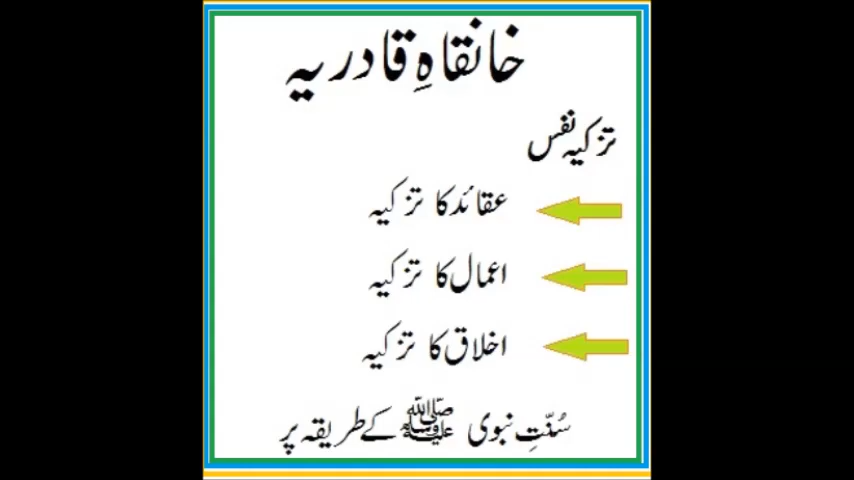 خانقاہِ قادریہ
تزکیہ نفس
عقائد کا تزکیہ
اعمال کا تزکیہ
اخلاق کا تزکیہ
سُنّتِ نبوی ﷺ کے طریقہ پر